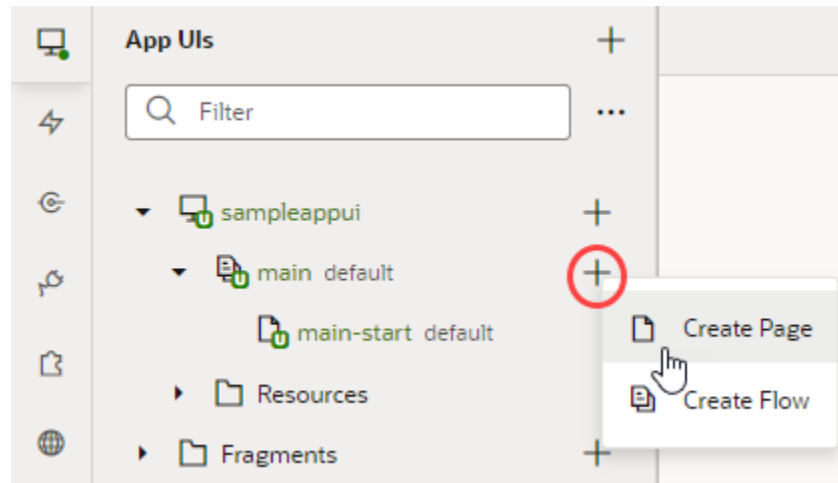 App UIs
Filter
sampleappui
main default
main-start default
Create Page
Resources
Create Flow
Fragments